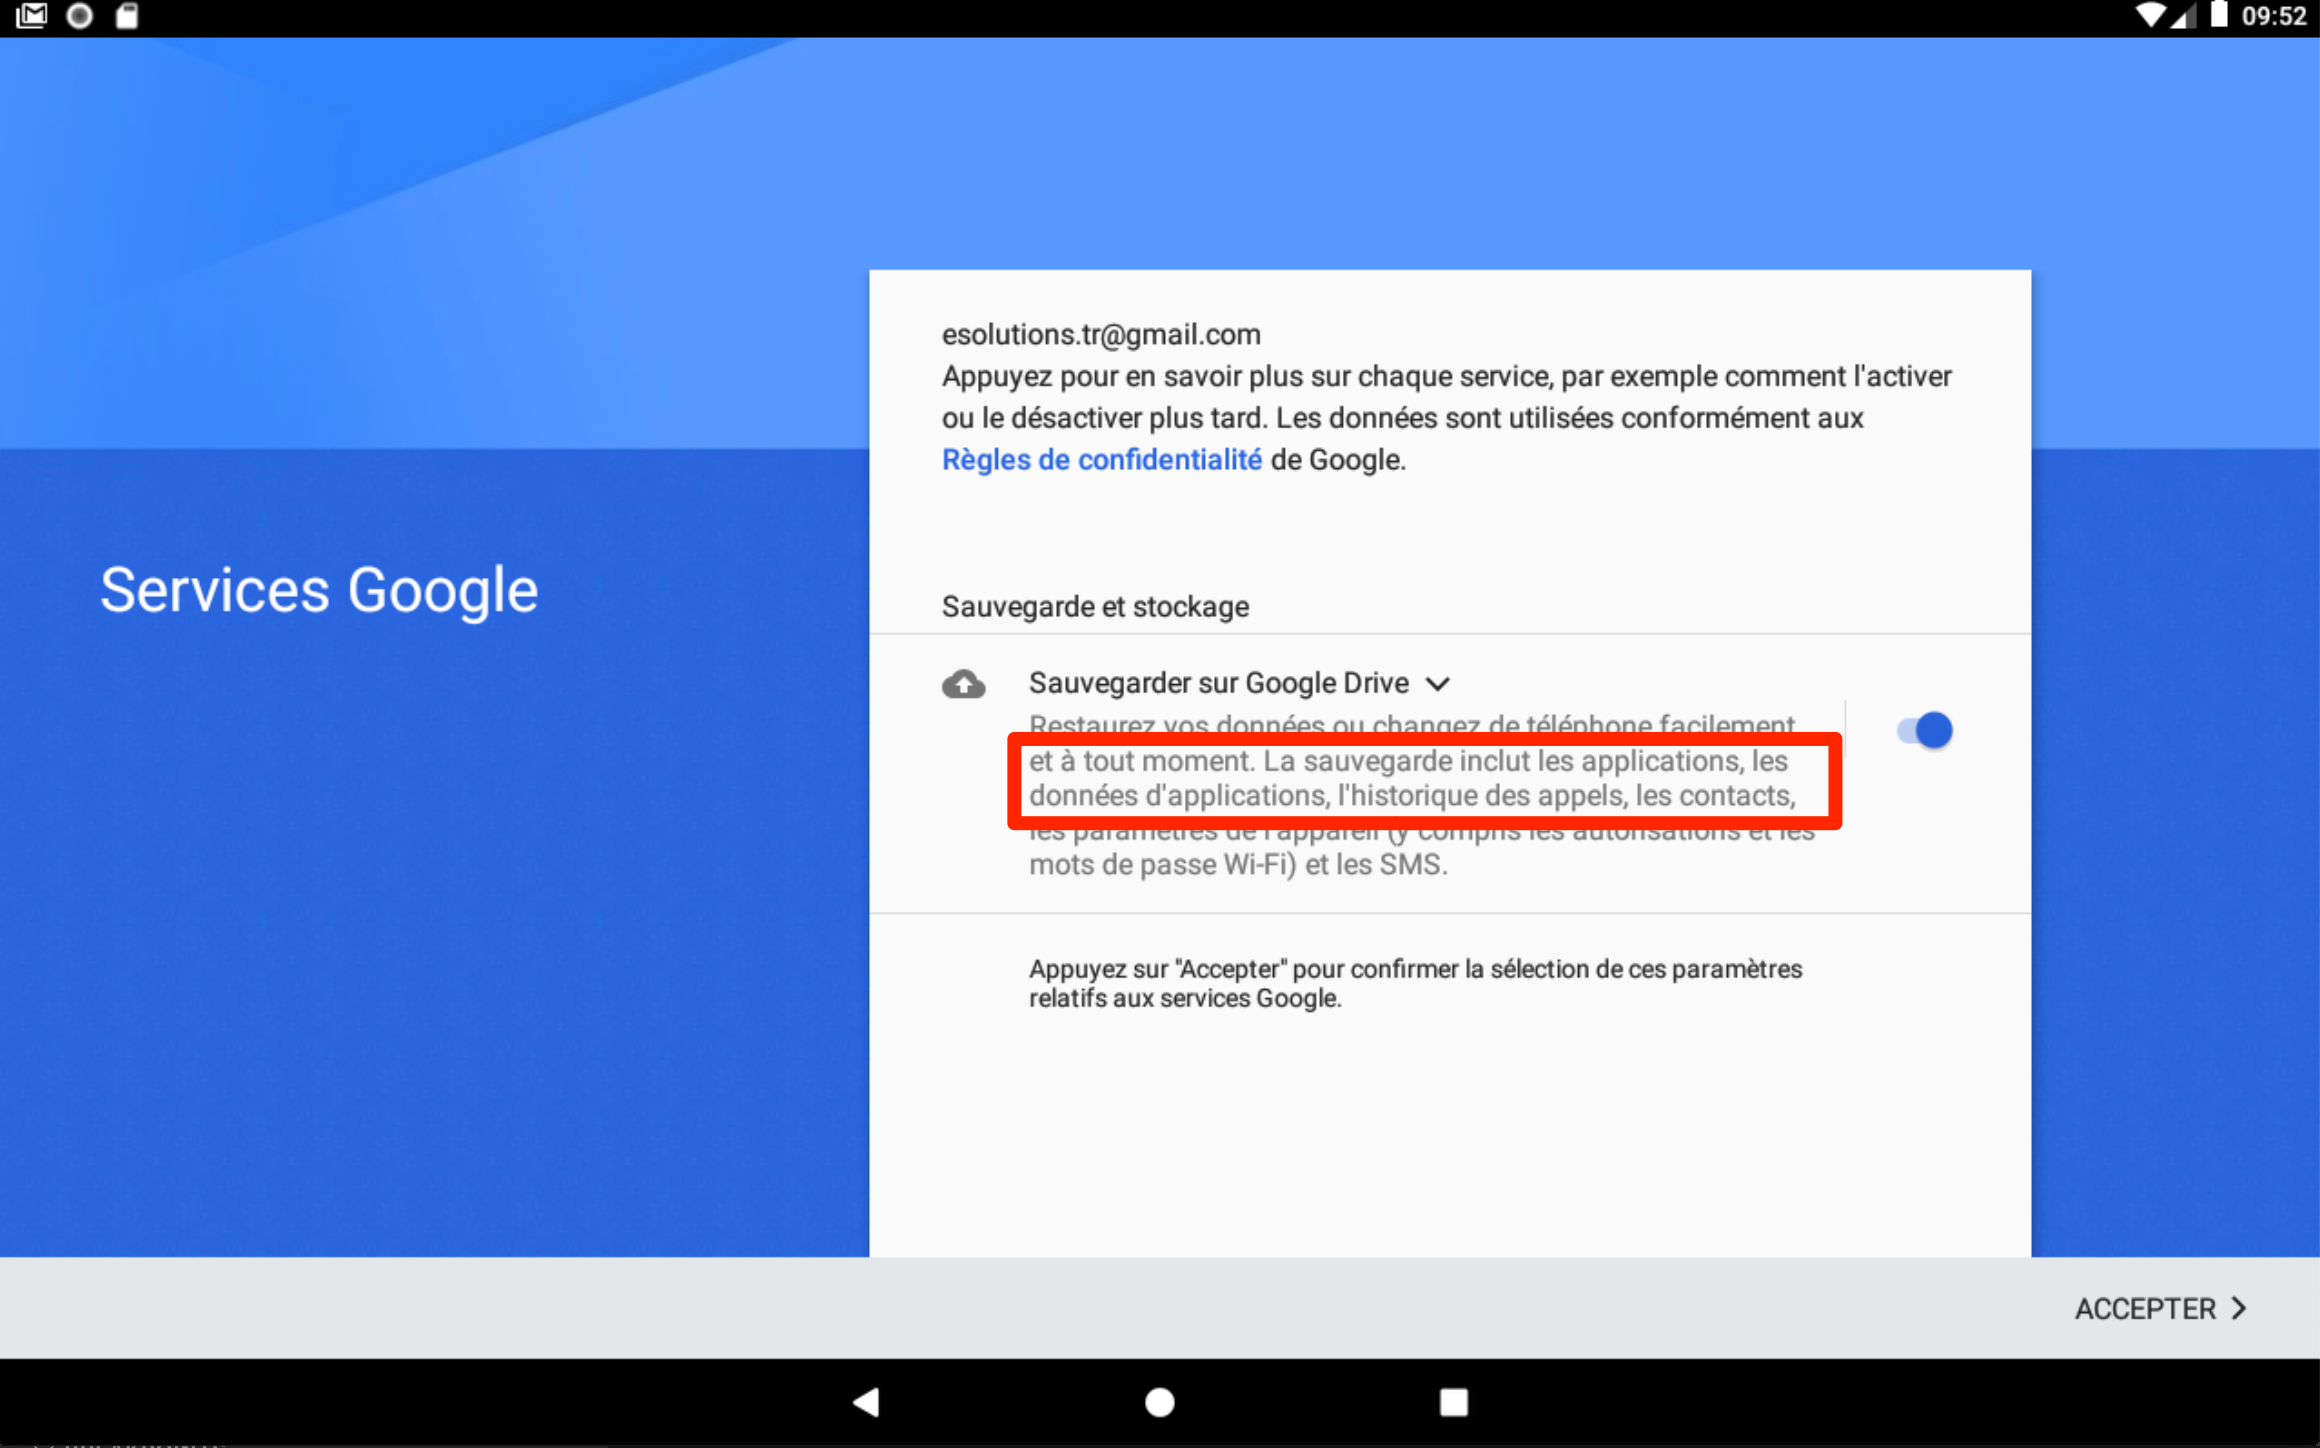 09:52
esolutions.tr@gmail.com
Appuyez pour en savoir plus sur chaque service, par exemple comment l'activer
ou le désactiver plus tard. Les données sont utilisées conformément aux
Règles de confidentialité de Google.
Services Google
Sauvegarde et stockage
Sauvegarder sur Google Drive
Restaurez vos données ou changez de téléphone facilement
et à tout moment. La sauvegarde inclut les applications, les
données d'applications, l'historique des appels, les contacts,
les paramètres de l'appareil (y compris les autorisations et les
mots de passe Wi-Fi) et les SMS.
Appuyez sur "Accepter" pour confirmer la sélection de ces paramètres
relatifs aux services Google.
ACCEPTER